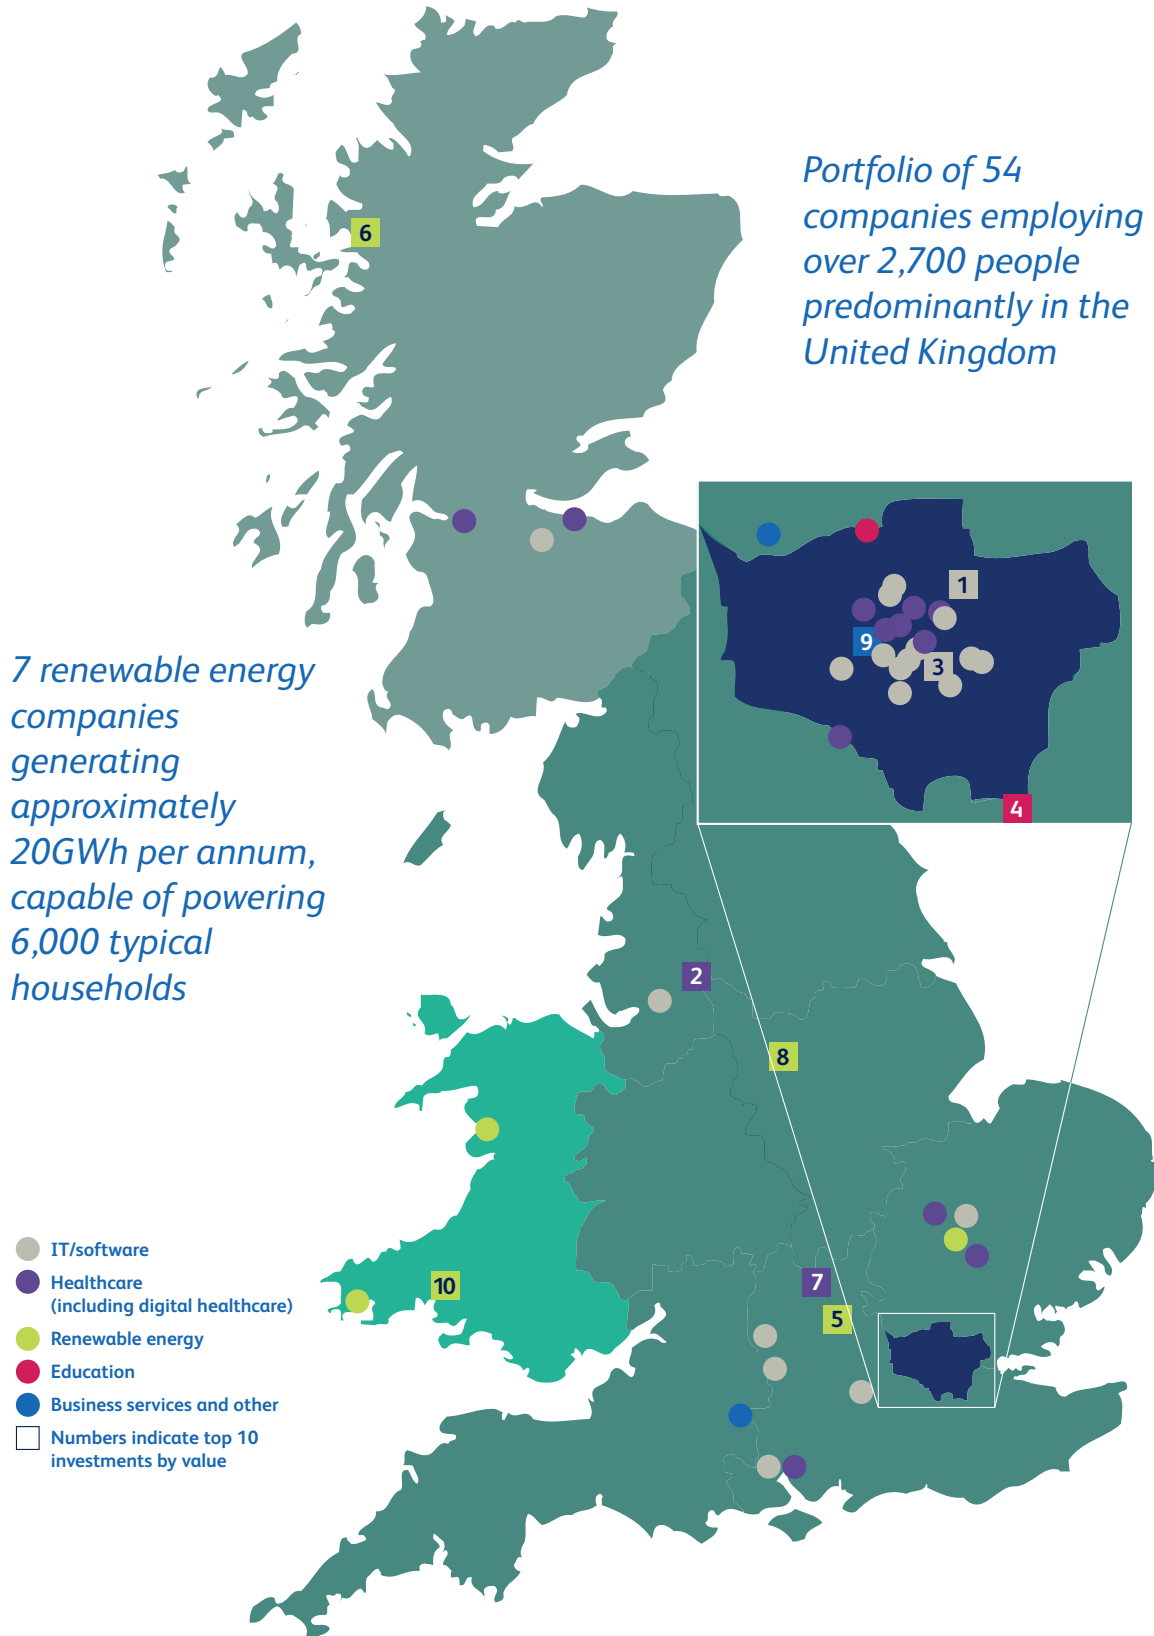 6
Portfolio of 54
companies employing
over 2,700 people
predominantly in the
United Kingdom
1
9
3
4
7 renewable energy
companies
generating
approximately
20GWh per annum,
capable of powering
6,000 typical
households
2
8
10
7
5
IT/software
Healthcare
(including digital healthcare)
Renewable energy
Education
Business services and other
Numbers indicate top 10
investments by value